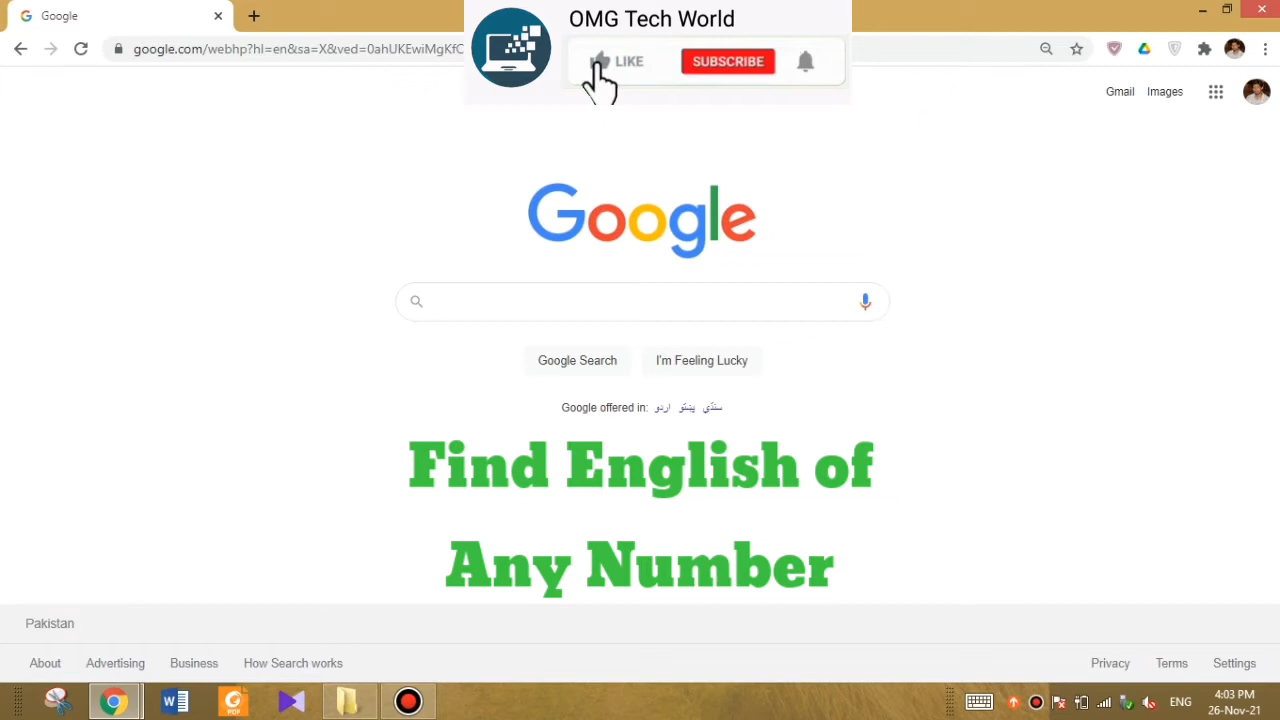 Google
OMG Tech World
google.com/webhp?hl=en&sa=X&ved=0ahUKEwiMgKfC
LIKE
SUBSCRIBE
Gmail Images
Google
Google Search I'm Feeling Lucky
Google offered in: اردو پښتو سنڌي
Find English of
Any Number
Pakistan
About Advertising Business How Search works Privacy Terms Settings
PDF
ENG
4:03 PM
26-Nov-21